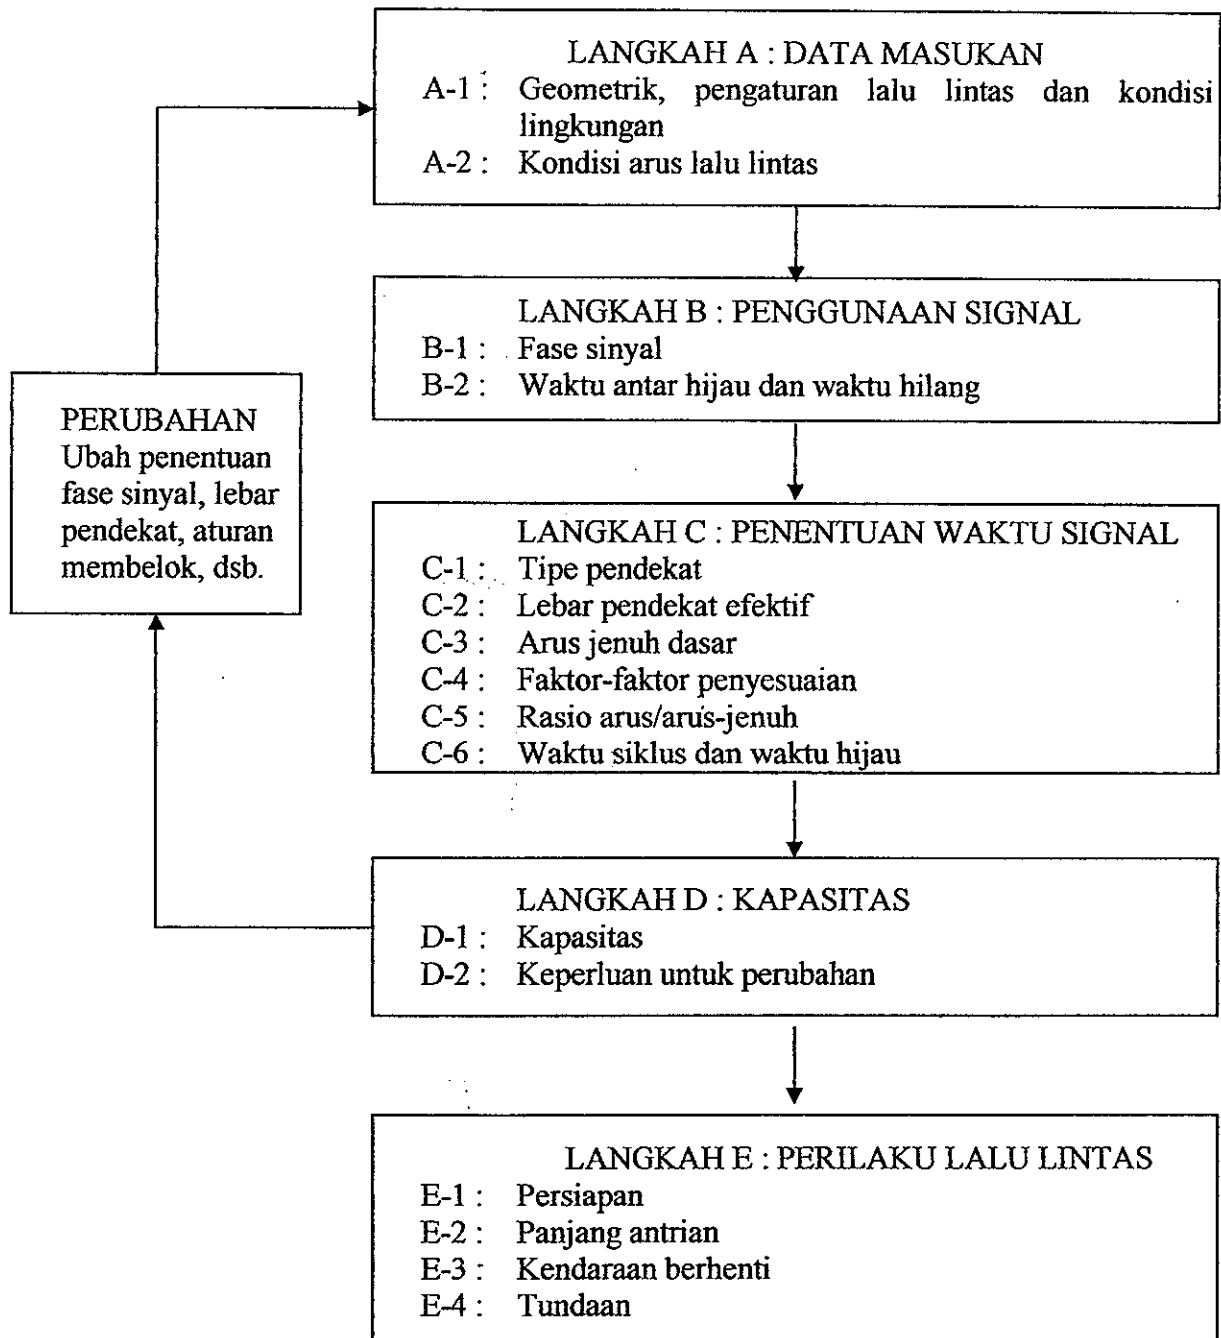 LANGKAH A : DATA MASUKAN
A-1 : Geometrik, pengaturan lalu lintas dan kondisi
lingkungan
A-2 : Kondisi arus lalu lintas
LANGKAH B : PENGGUNAAN SIGNAL
B-1 : Fase sinyal
B-2 : Waktu antar hijau dan waktu hilang
PERUBAHAN
Ubah penentuan
fase sinyal, lebar
pendekat, aturan
membelok, dsb.
LANGKAH C : PENENTUAN WAKTU SIGNAL
C-1 : Tipe pendekat
C-2 : Lebar pendekat efektif
C-3 : Arus jenuh dasar
C-4 : Faktor-faktor penyesuaian
C-5 : Rasio arus/arus-jenuh
C-6 : Waktu siklus dan waktu hijau
LANGKAH D : KAPASITAS
D-1 : Kapasitas
D-2 : Keperluan untuk perubahan
LANGKAH E : PERILAKU LALU LINTAS
E-1 : Persiapan
E-2 : Panjang antrian
E-3 : Kendaraan berhenti
E-4 : Tundaan